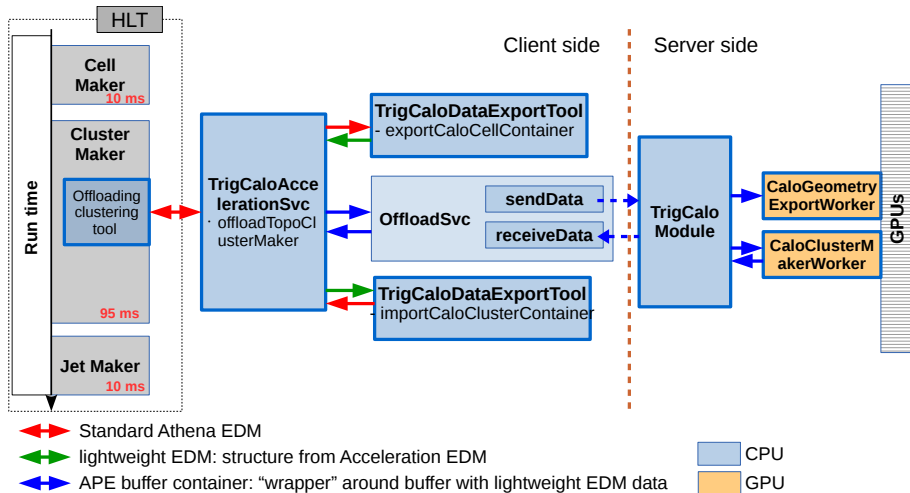 HLT
Client side
Server side
Run time
Cell
Maker
10 ms
Cluster
Maker
Offloading
clustering
tool
95 ms
Jet Maker
10 ms
TrigCaloAcce
lerationSvc
· offloadTopoCl
usterMaker
TrigCaloDataExportTool
- exportCaloCellContainer
OffloadSvc
sendData
receiveData
TrigCaloDataExportTool
- importCaloClusterContainer
TrigCalo
Module
CaloGeometry
ExportWorker
CaloClusterM
akerWorker
GPUs
Standard Athena EDM
lightweight EDM: structure from Acceleration EDM
APE buffer container: “wrapper” around buffer with lightweight EDM data
CPU
GPU